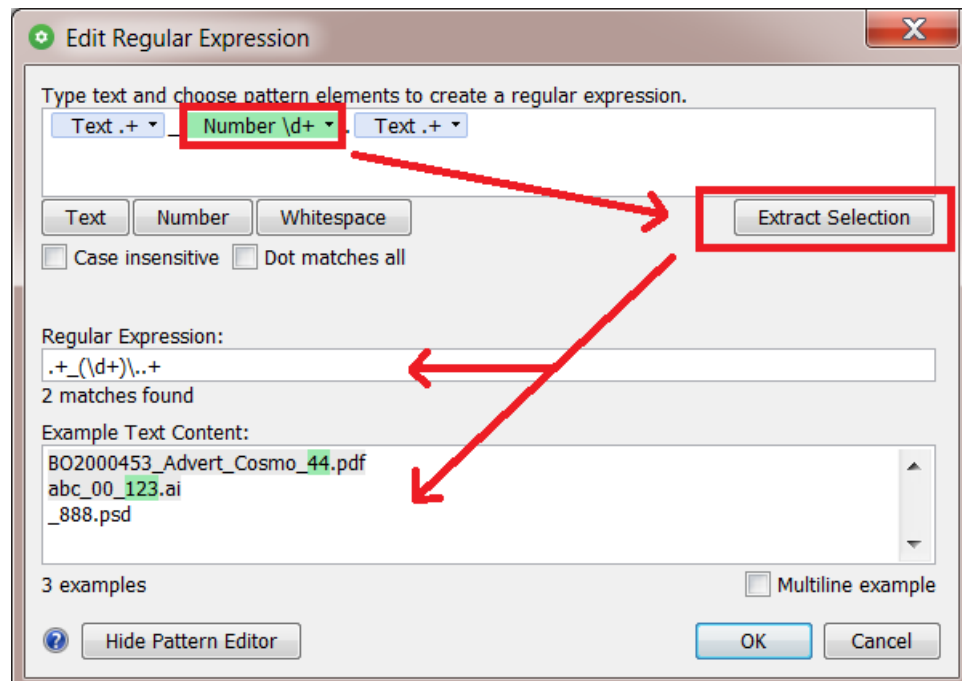 Edit Regular Expression
Type text and choose pattern elements to create a regular expression.
Text .+ _ Number \d+ . Text .+
Text Number Whitespace Extract Selection
Case insensitive Dot matches all
Regular Expression:
.+_(\d+)\..+
2 matches found
Example Text Content:
BO2000453_Advert_Cosmo_44.pdf
abc_00_123.ai
_888.psd
3 examples Multiline example
? Hide Pattern Editor OK Cancel